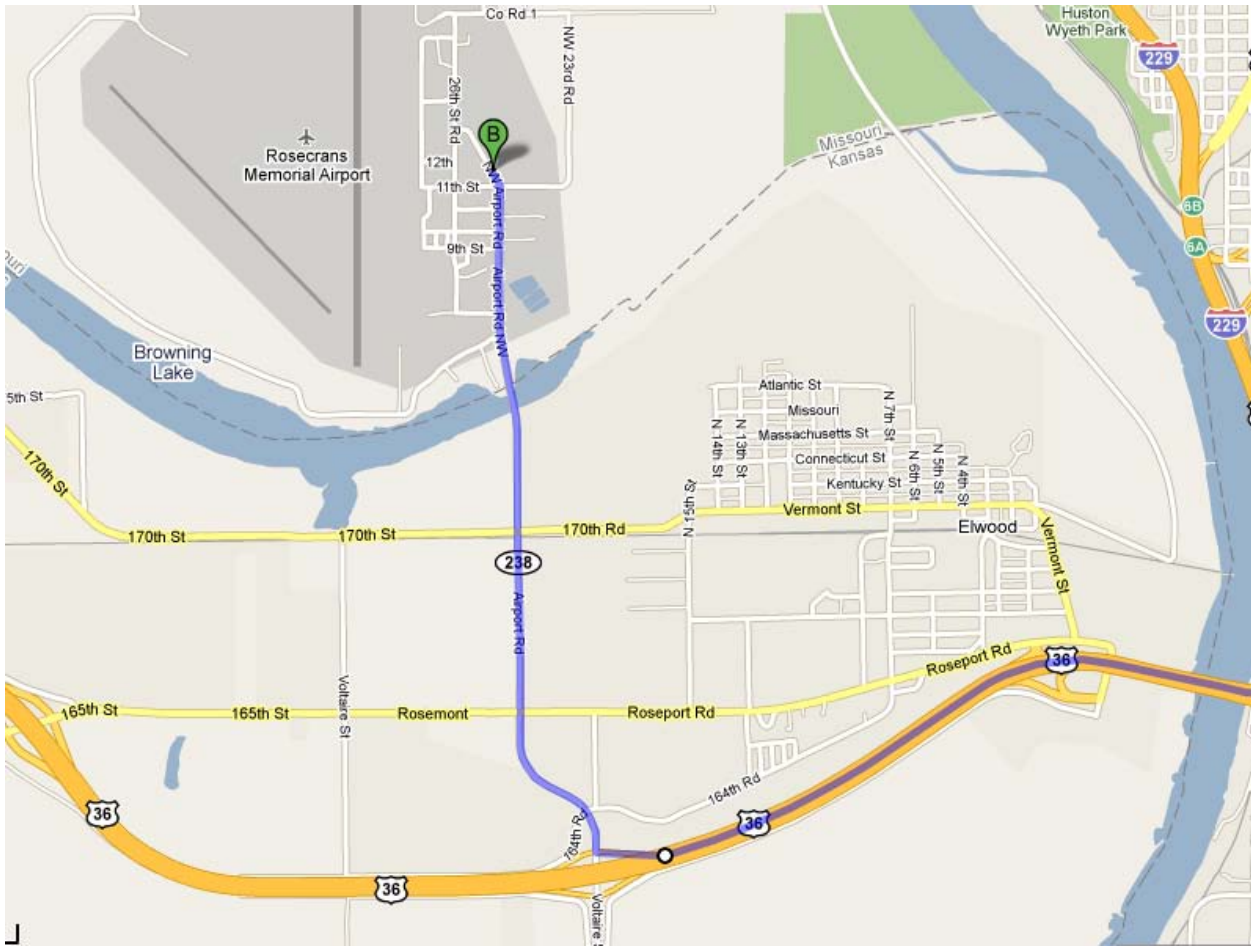 Co Rd 1
Huston
Wyeth Park
229
NW 23rd Rd
26th St Rd
B
Rosecrans
Memorial Airport
12th
11th St
NW Airport Rd
Missouri
Kansas
6B
6A
9th St
Airport Rd NW
229
Browning
Lake
5th St
Atlantic St
Missouri
Massachusetts St
Connecticut St
Kentucky St
N 14th St
N 13th St
N 7th St
N 6th St
N 5th St
N 4th St
N 15th St
170th St
170th St
170th St
170th Rd
Vermont St
Elwood
Vermont St
238
Airport Rd
Roseport Rd
36
165th St
165th St
Rosemont
Roseport Rd
Voltaire St
164th Rd
36
36
164th Rd
36
Voltaire S